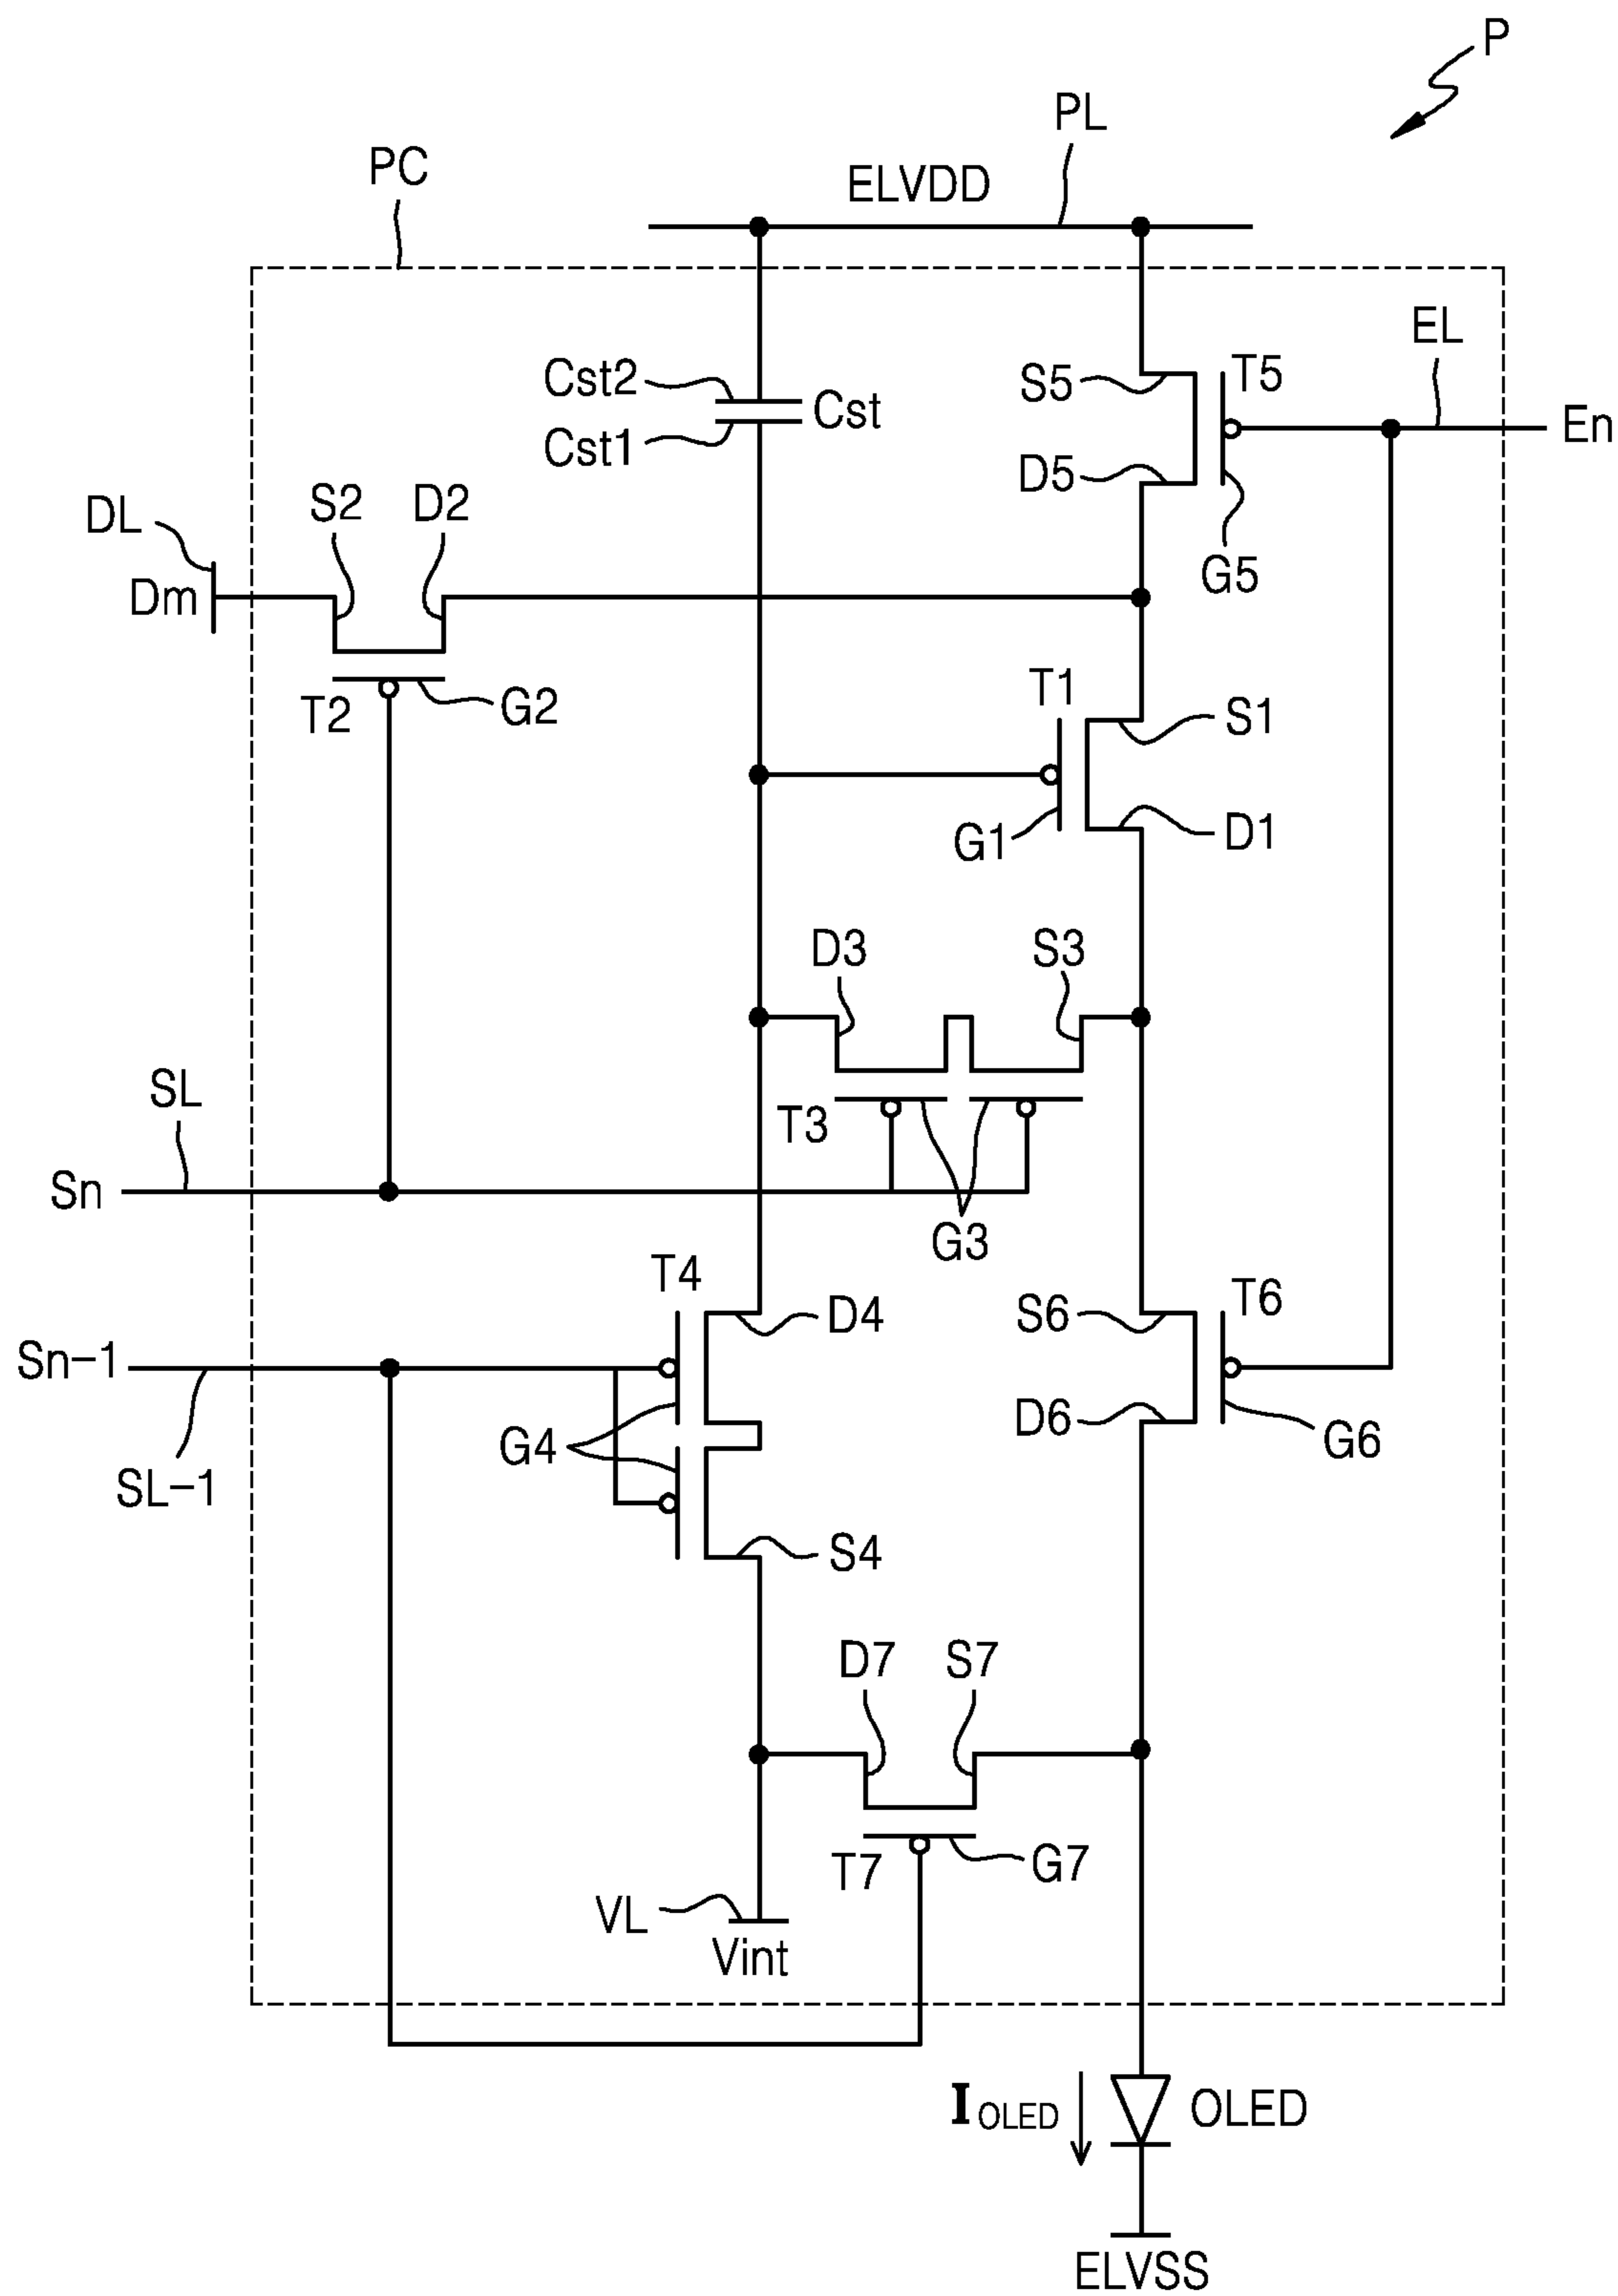 P
PL
PC
ELVDD
EL
Cst2
S5
T5
Cst
En
Cst1
D5
S2
D2
DL
G5
Dm
T1
T2
G2
S1
G1
D1
D3
S3
SL
T3
Sn
G3
T4
D4
S6
T6
Sn-1
D6
G4
G6
SL-1
S4
D7
S7
T7
G7
VL
Vint
IOLED
OLED
ELVSS